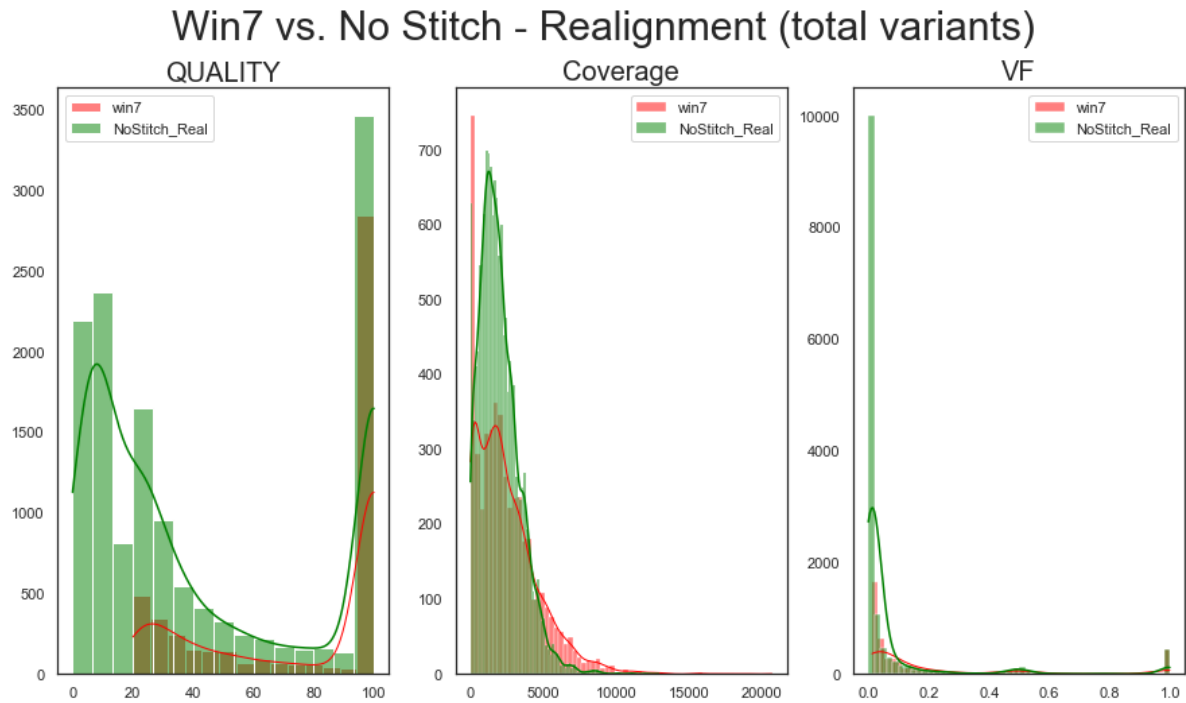 Win7 vs. No Stitch - Realignment (total variants)
QUALITY
win7
NoStitch_Real
3500
3000
2500
2000
1500
1000
500
0
0 20 40 60 80 100
Coverage
win7
NoStitch_Real
700
600
500
400
300
200
100
0
0 5000 10000 15000 20000
VF
win7
NoStitch_Real
10000
8000
6000
4000
2000
0
0.0 0.2 0.4 0.6 0.8 1.0